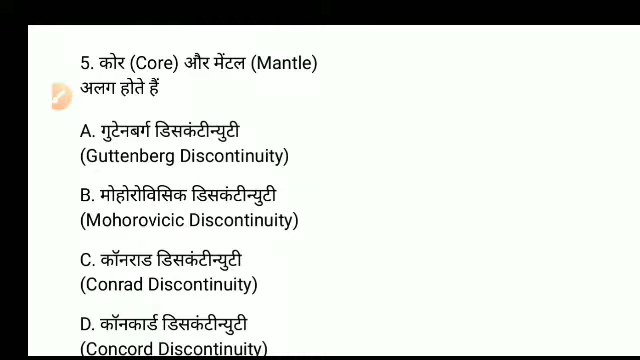 5. कोर (Core) और मेंटल (Mantle)
अलग होते हैं
A. गुटेनबर्ग डिसकंटीन्युटी
(Guttenberg Discontinuity)
B. मोहोरोविसिक डिसकंटीन्युटी
(Mohorovicic Discontinuity)
C. कॉनराड डिसकंटीन्युटी
(Conrad Discontinuity)
D. कॉनकार्ड डिसकंटीन्युटी
(Concord Discontinuity)